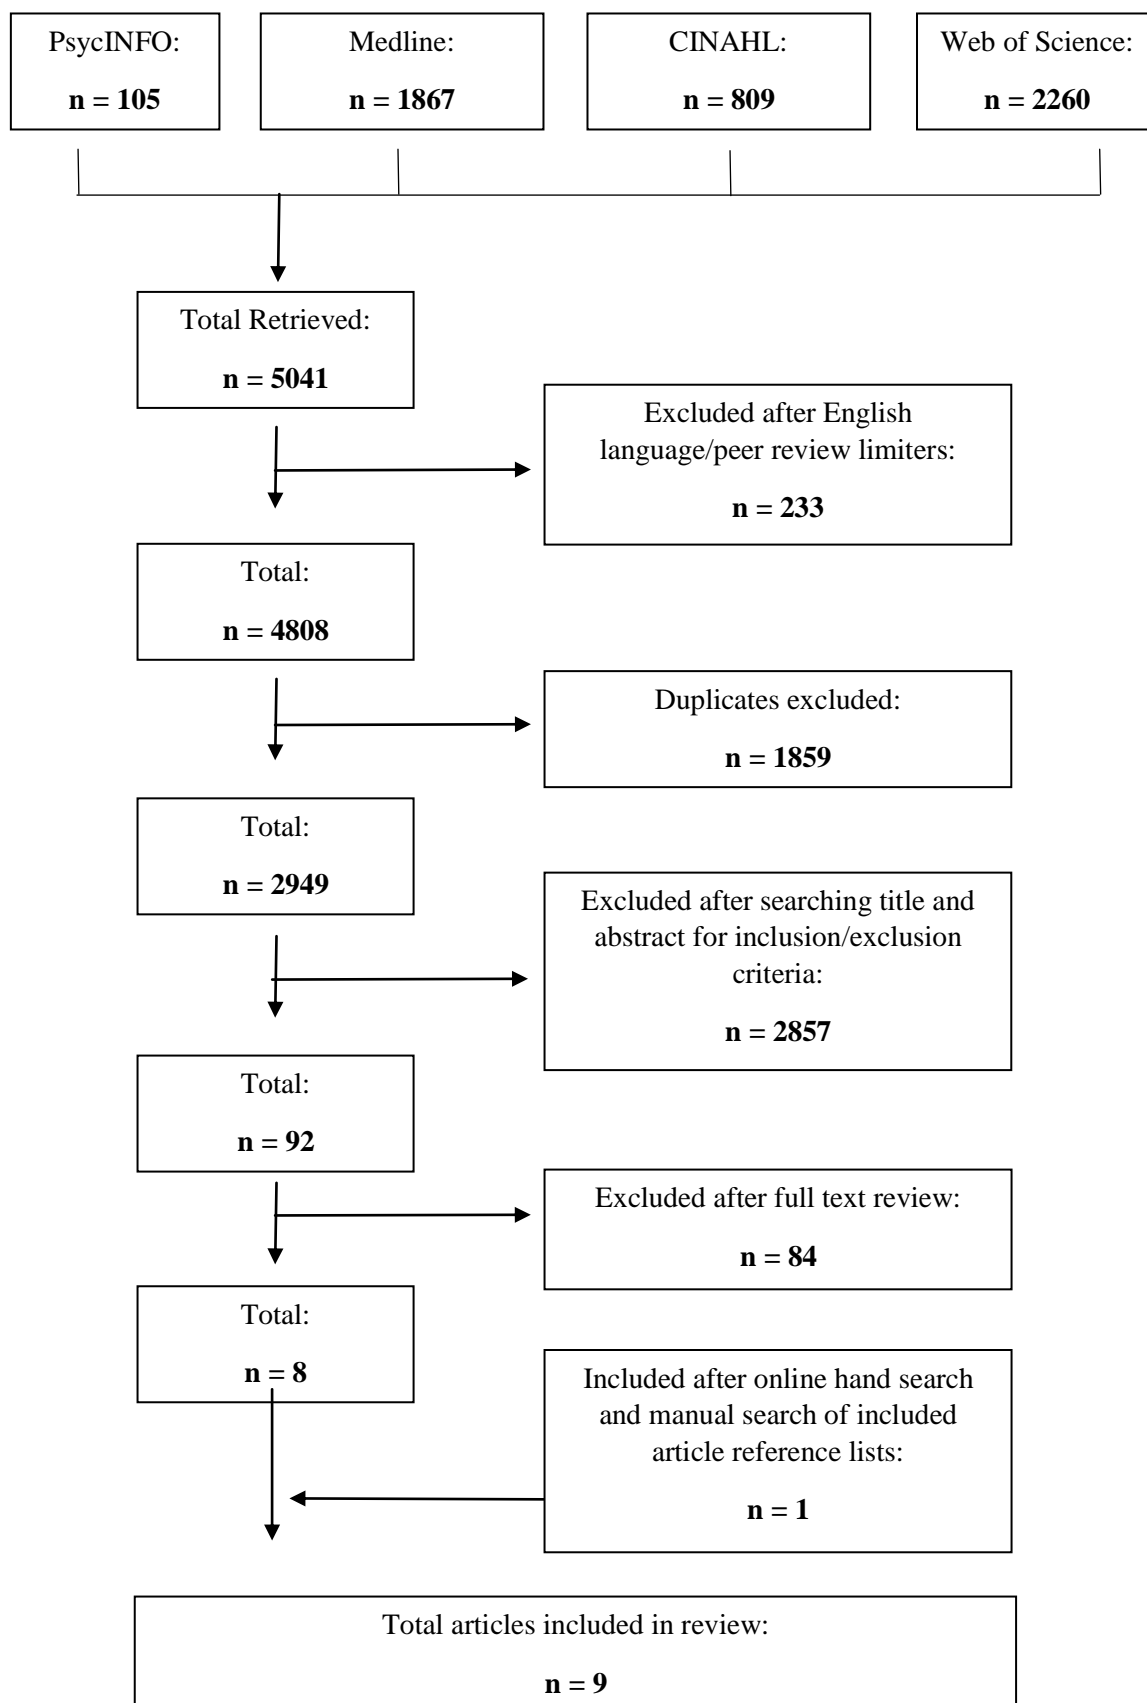 PsycINFO:
n = 105
Medline:
n = 1867
CINAHL:
n = 809
Web of Science:
n = 2260
Total Retrieved:
n = 5041
Excluded after English
language/peer review limiters:
n = 233
Total:
n = 4808
Duplicates excluded:
n = 1859
Total:
n = 2949
Excluded after searching title and
abstract for inclusion/exclusion
criteria:
n = 2857
Total:
n = 92
Excluded after full text review:
n = 84
Total:
n = 8
Included after online hand search
and manual search of included
article reference lists:
n = 1
Total articles included in review:
n = 9